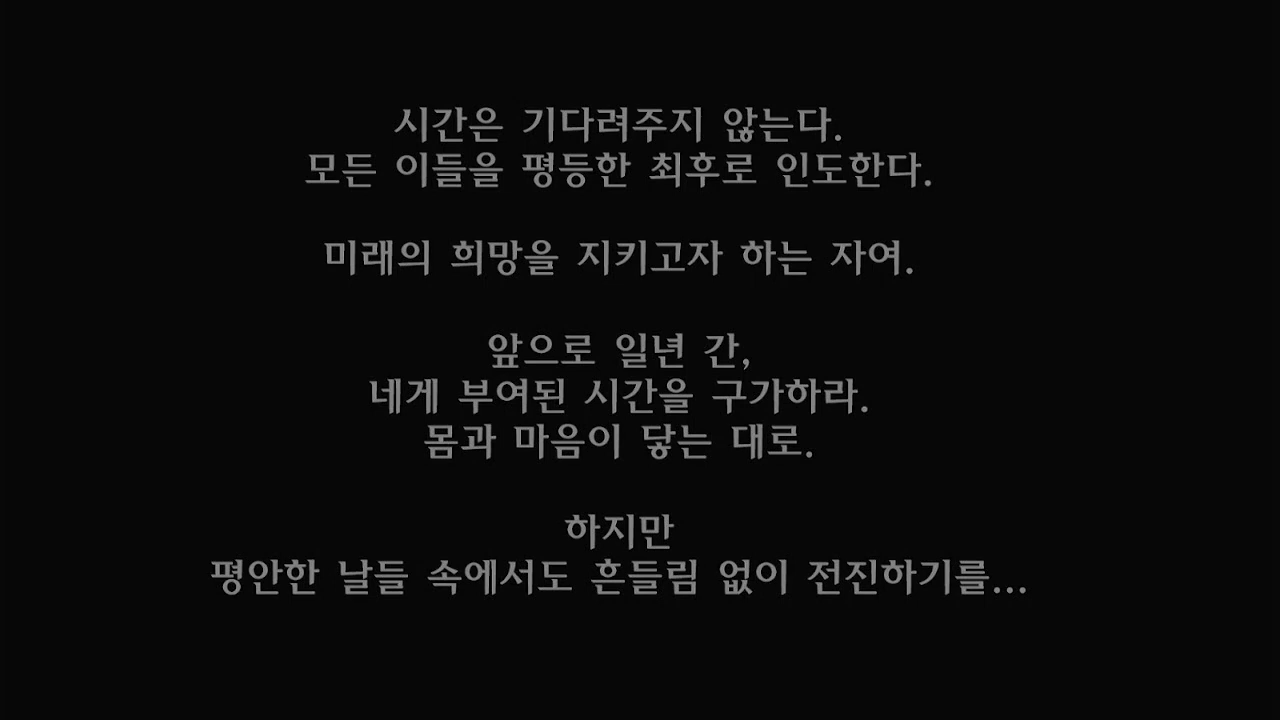 시간은 기다려주지 않는다.
모든 이들을 평등한 최후로 인도한다.
미래의 희망을 지키고자 하는 자여.
앞으로 일년 간,
네게 부여된 시간을 구가하라.
몸과 마음이 닿는 대로.
하지만
평안한 날들 속에서도 흔들림 없이 전진하기를...